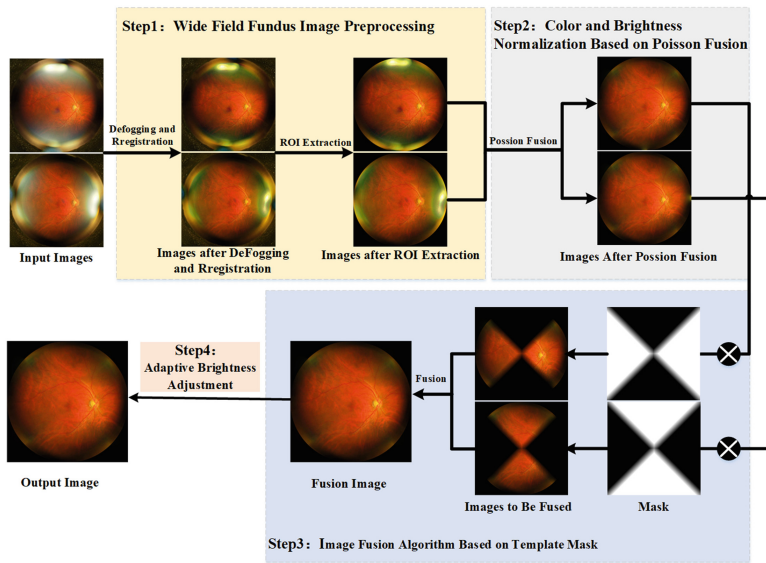 Step1：Wide Field Fundus Image Preprocessing
Step2：Color and Brightness
Normalization Based on Poisson Fusion
Defogging and
Rregistration
ROI Extraction
Possion Fusion
Input Images
Images after DeFogging
and Rregistration
Images after ROI Extraction
Images After Possion Fusion
Step4：
Adaptive Brightness
Adjustment
Fusion
Output Image
Fusion Image
Images to Be Fused
Mask
Step3：Image Fusion Algorithm Based on Template Mask